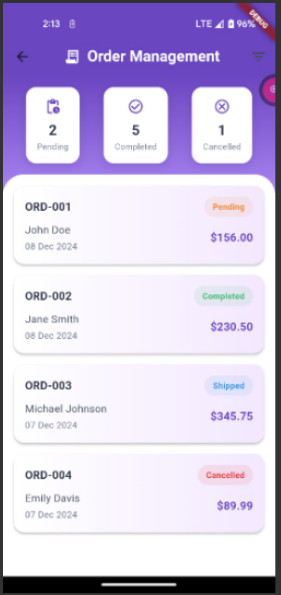 2:13 LTE 96%
DEBUG
Order Management
2 5 1
Pending Completed Cancelled
ORD-001 Pending
John Doe
$156.00
08 Dec 2024
ORD-002 Completed
Jane Smith
$230.50
08 Dec 2024
ORD-003 Shipped
Michael Johnson
$345.75
07 Dec 2024
ORD-004 Cancelled
Emily Davis
$89.99
07 Dec 2024